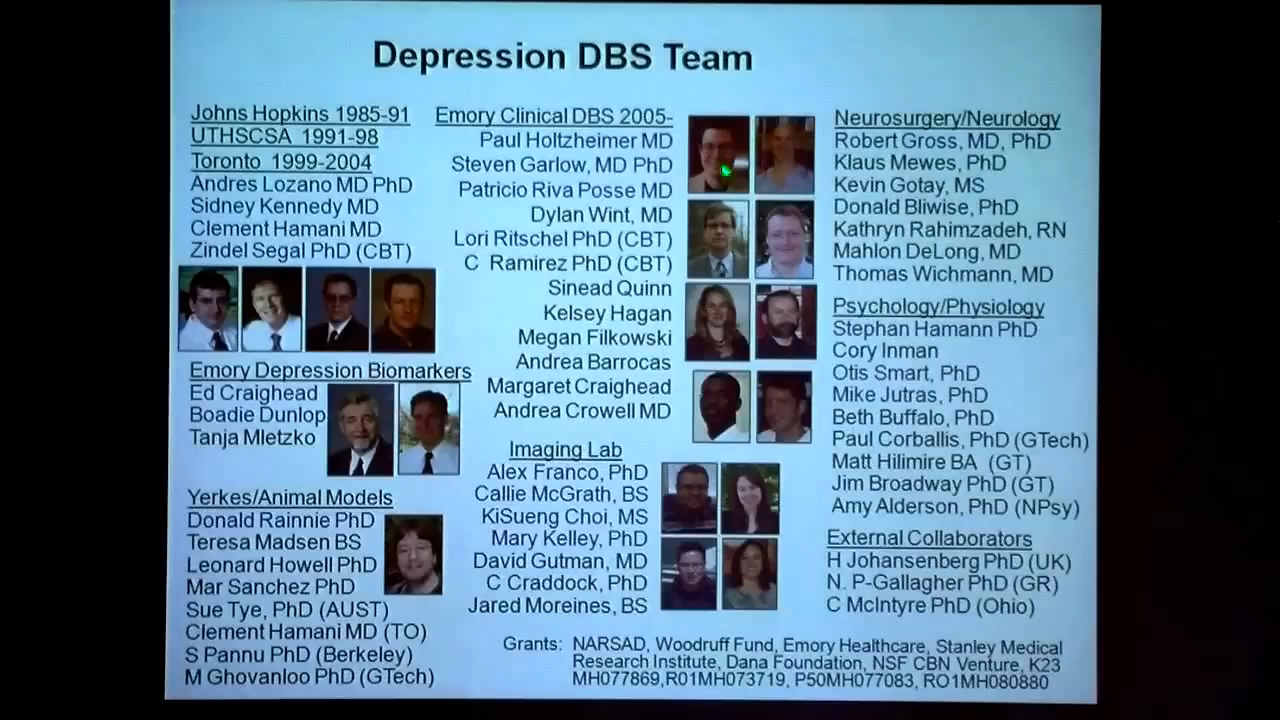 Depression DBS Team
Johns Hopkins 1985-91
UTHSCSA 1991-98
Toronto 1999-2004
Andres Lozano MD PhD
Sidney Kennedy MD
Clement Hamani MD
Zindel Segal PhD (CBT)
Emory Depression Biomarkers
Ed Craighead
Boadie Dunlop
Tanja Mletzko
Yerkes/Animal Models
Donald Rainnie PhD
Teresa Madsen BS
Leonard Howell PhD
Mar Sanchez PhD
Sue Tye, PhD (AUST)
Clement Hamani MD (TO)
S Pannu PhD (Berkeley)
M Ghovanloo PhD (GTech)
Emory Clinical DBS 2005-
Paul Holtzheimer MD
Steven Garlow, MD PhD
Patricio Riva Posse MD
Dylan Wint, MD
Lori Ritschel PhD (CBT)
C Ramirez PhD (CBT)
Sinead Quinn
Kelsey Hagan
Megan Filkowski
Andrea Barrocas
Margaret Craighead
Andrea Crowell MD
Imaging Lab
Alex Franco, PhD
Callie McGrath, BS
KiSueng Choi, MS
Mary Kelley, PhD
David Gutman, MD
C Craddock, PhD
Jared Moreines, BS
Neurosurgery/Neurology
Robert Gross, MD, PhD
Klaus Mewes, PhD
Kevin Gotay, MS
Donald Bliwise, PhD
Kathryn Rahimzadeh, RN
Mahlon DeLong, MD
Thomas Wichmann, MD
Psychology/Physiology
Stephan Hamann PhD
Cory Inman
Otis Smart, PhD
Mike Jutras, PhD
Beth Buffalo, PhD
Paul Corballis, PhD (GTech)
Matt Hilimire BA (GT)
Jim Broadway PhD (GT)
Amy Alderson, PhD (NPsy)
External Collaborators
H Johansenberg PhD (UK)
N. P-Gallagher PhD (GR)
C McIntyre PhD (Ohio)
Grants: NARSAD, Woodruff Fund, Emory Healthcare, Stanley Medical
Research Institute, Dana Foundation, NSF CBN Venture, K23
MH077869,R01MH073719, P50MH077083, RO1MH080880